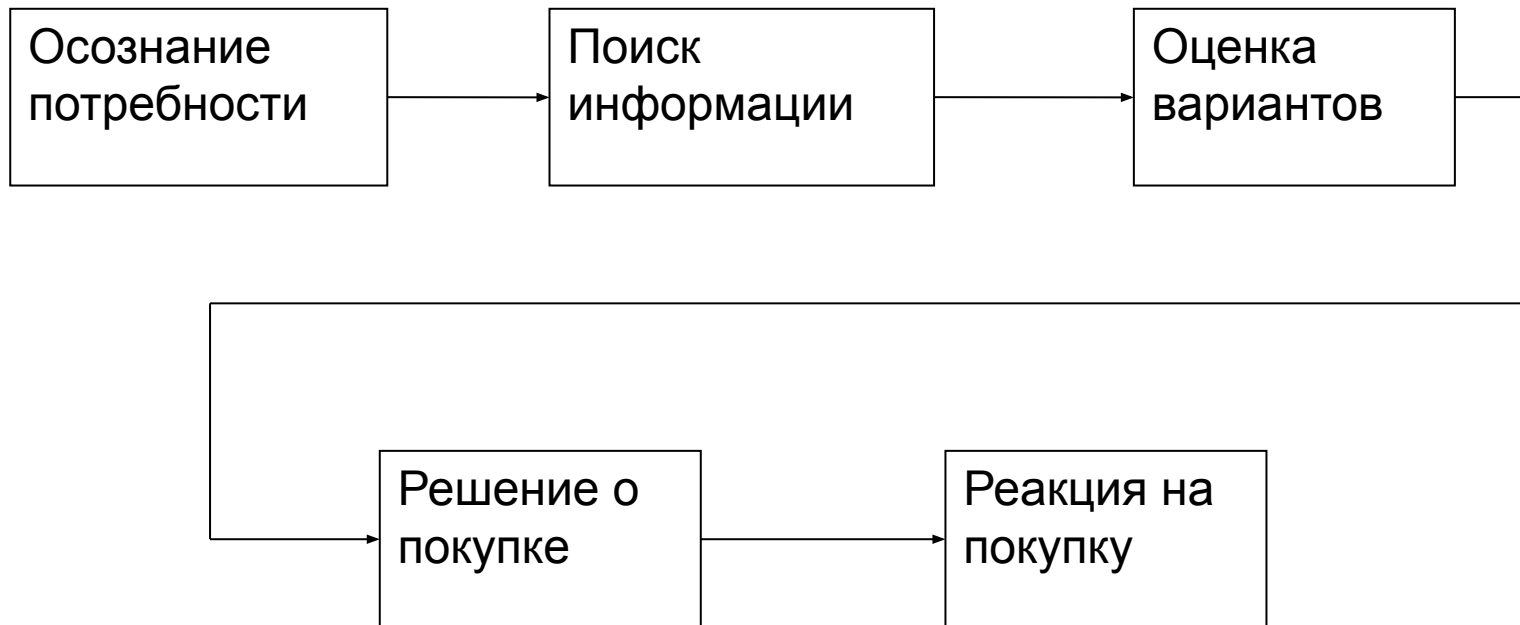 Осознание
потребности
Поиск
информации
Оценка
вариантов
Решение о
покупке
Реакция на
покупку